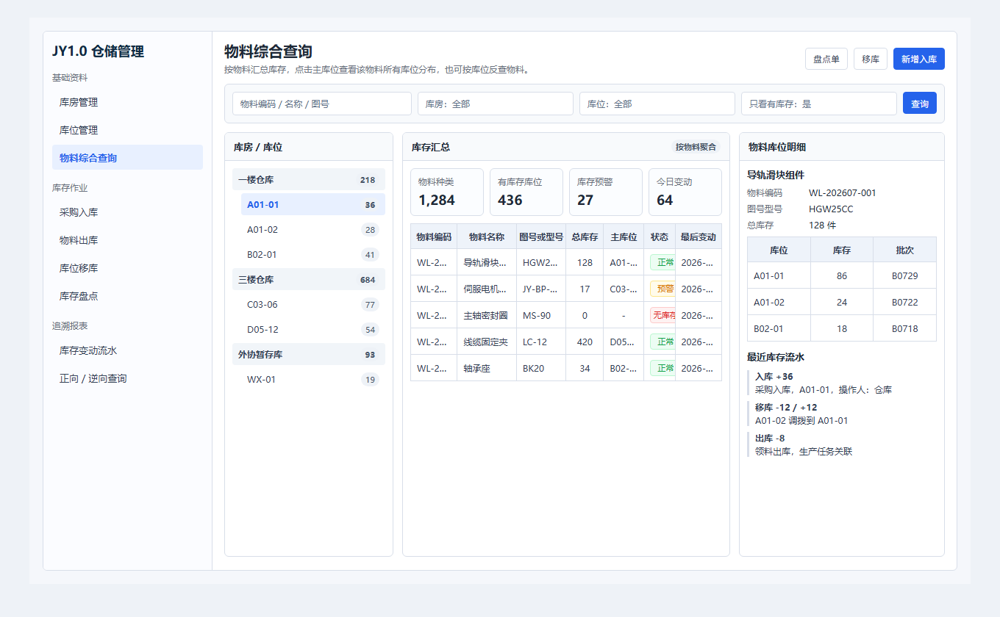 JY1.0 仓储管理
基础资料
库房管理
库位管理
物料综合查询
库存作业
采购入库
物料出库
库位移库
库存盘点
追溯报表
库存变动流水
正向 / 逆向查询
物料综合查询
按物料汇总库存，点击主库位查看该物料所有库位分布，也可按库位反查物料。
盘点单 移库 新增入库
物料编码 / 名称 / 图号 库房：全部 库位：全部 只看有库存：是 查询
库房 / 库位
一楼仓库 218
A01-01 36
A01-02 28
B02-01 41
三楼仓库 684
C03-06 77
D05-12 54
外协暂存库 93
WX-01 19
库存汇总 按物料聚合
物料种类 有库存库位 库存预警 今日变动
1,284 436 27 64
物料编码 物料名称 图号或型号 总库存 主库位 状态 最后变动
WL-2... 导轨滑块... HGW2... 128 A01-... 正常 2026-...
WL-2... 伺服电机... JY-BP-... 17 C03-... 预警 2026-...
WL-2... 主轴密封圈 MS-90 0 - 无库存 2026-...
WL-2... 线缆固定夹 LC-12 420 D05... 正常 2026-...
WL-2... 轴承座 BK20 34 B02-... 正常 2026-...
物料库位明细
导轨滑块组件
物料编码 WL-202607-001
图号型号 HGW25CC
总库存 128 件
库位 库存 批次
A01-01 86 B0729
A01-02 24 B0722
B02-01 18 B0718
最近库存流水
入库 +36
采购入库，A01-01，操作人：仓库
移库 -12 / +12
A01-02 调拨到 A01-01
出库 -8
领料出库，生产任务关联